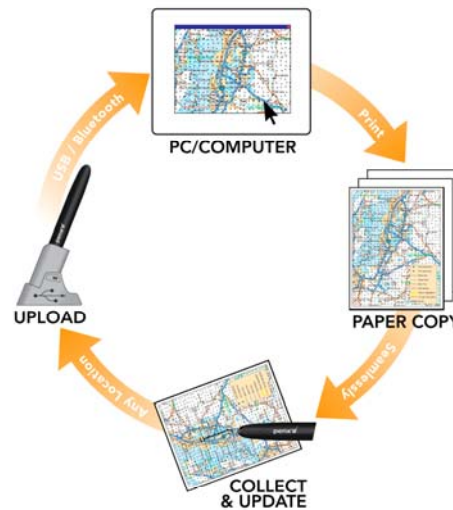 PC/COMPUTER
Print
PAPER COPY
Seamlessly
COLLECT
& UPDATE
Any Location
UPLOAD
USB / Bluetooth